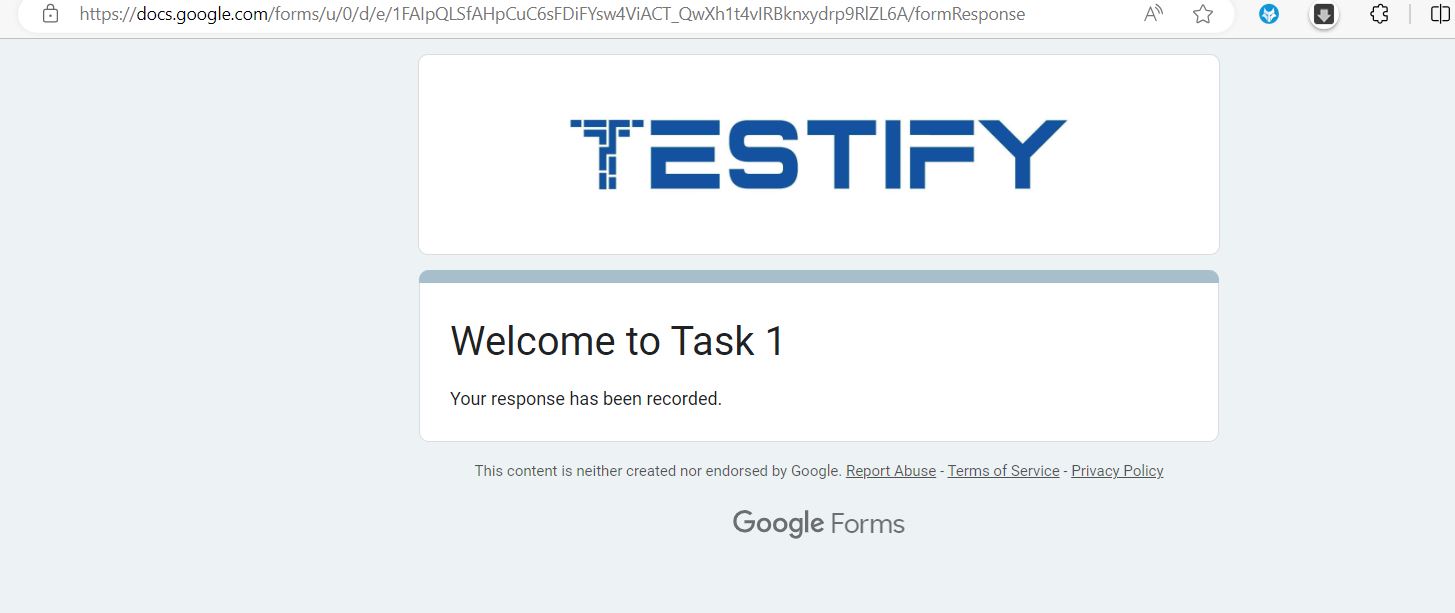 https://docs.google.com/forms/u/0/d/e/1FAIpQLSfAHpCuC6sFDiFYsw4ViACT_QwXh1t4vIRBknxydrp9RlZL6A/formResponse
TESTIFY
Welcome to Task 1
Your response has been recorded.
This content is neither created nor endorsed by Google. Report Abuse - Terms of Service - Privacy Policy
Google Forms